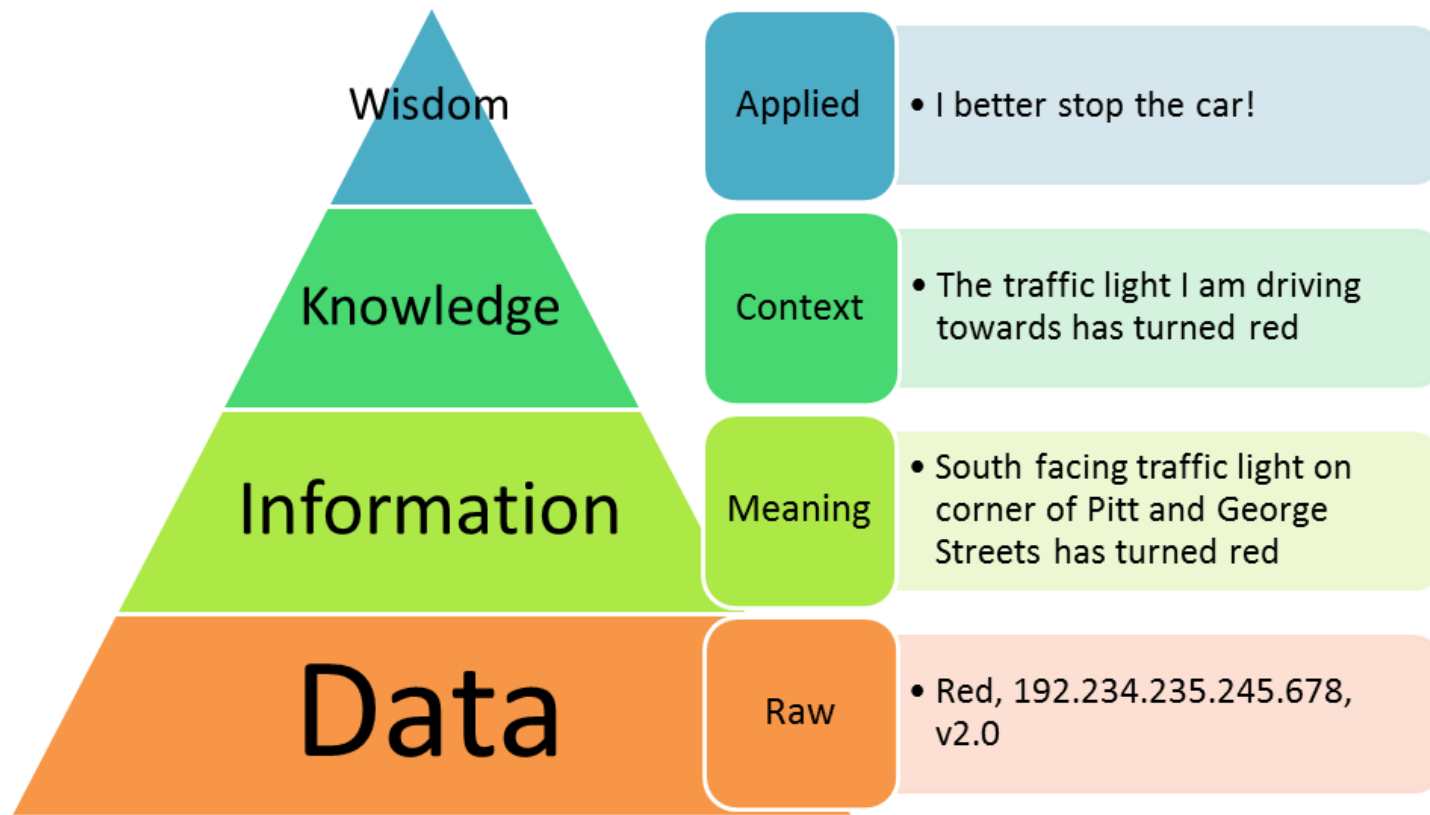 Wisdom
Applied
• I better stop the car!
Knowledge
Context
• The traffic light I am driving
towards has turned red
Information
Meaning
• South facing traffic light on
corner of Pitt and George
Streets has turned red
Data
Raw
• Red, 192.234.235.245.678,
v2.0